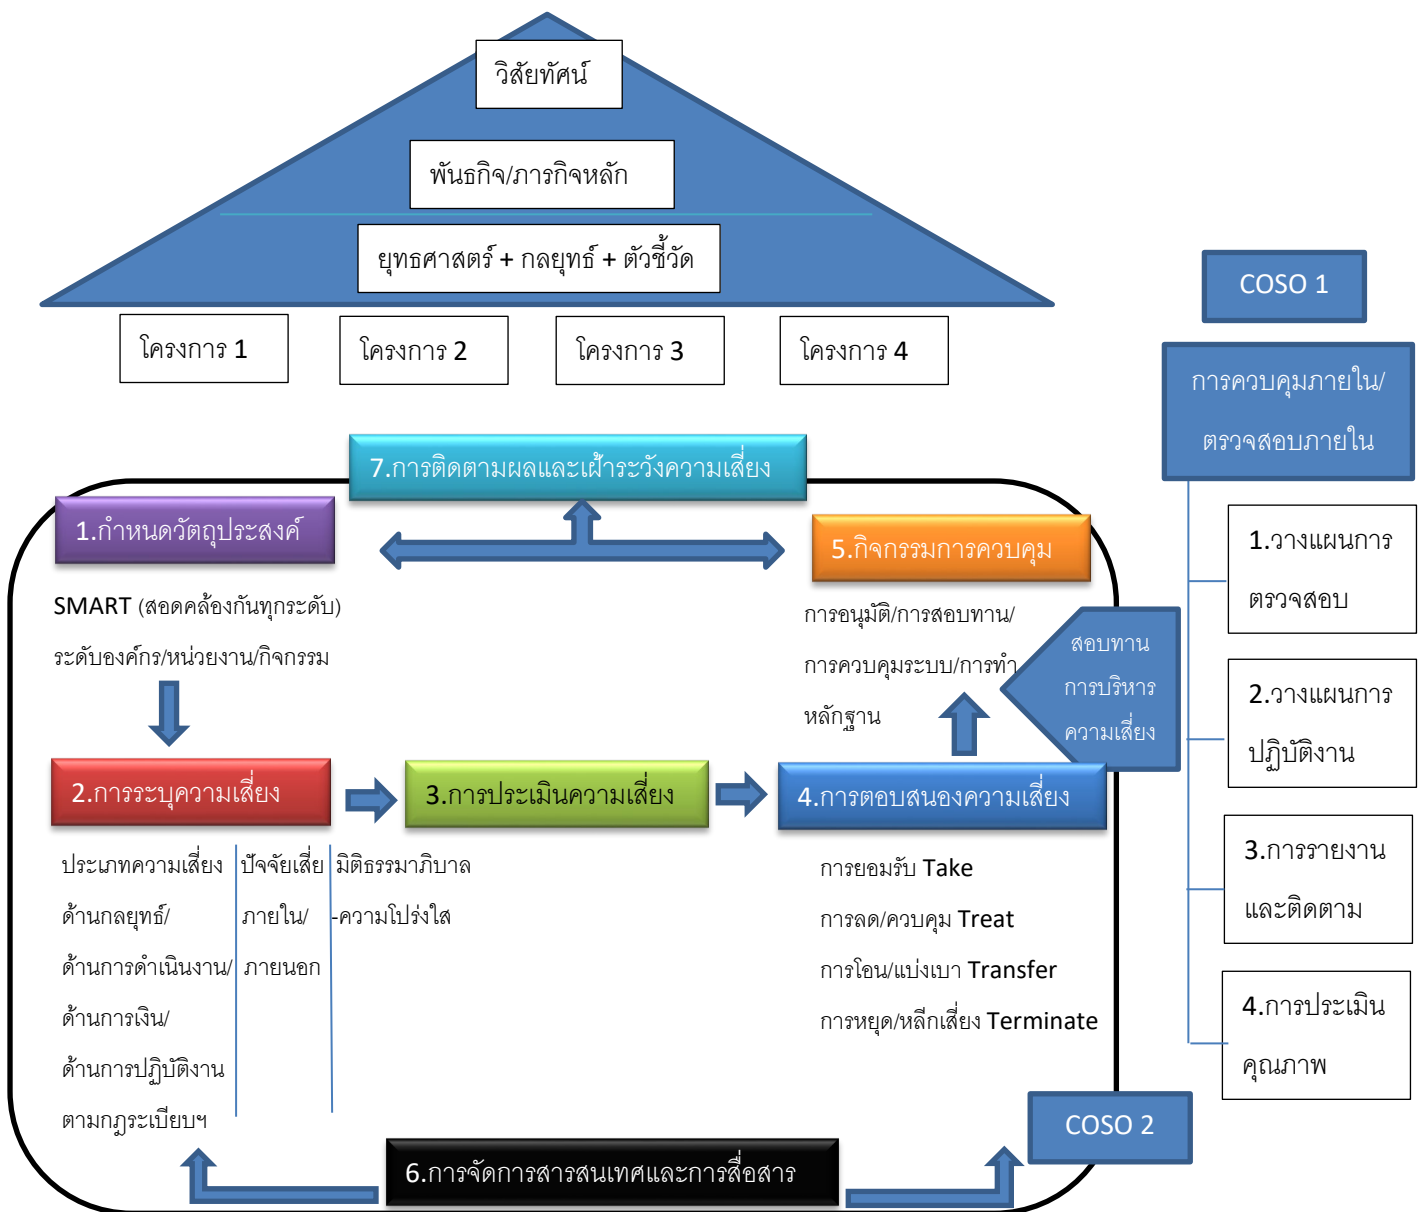 วิสัยทัศน์
พันธกิจ/ภารกิจหลัก
ยุทธศาสตร์ + กลยุทธ์ + ตัวชี้วัด
โครงการ 1
โครงการ 2
โครงการ 3
โครงการ 4
COSO 1
การควบคุมภายใน/
ตรวจสอบภายใน
1.วางแผนการ
ตรวจสอบ
2.วางแผนการ
ปฏิบัติงาน
3.การรายงาน
และติดตาม
4.การประเมิน
คุณภาพ
7.การติดตามผลและเฝ้าระวังความเสี่ยง
1.กำหนดวัตถุประสงค์
SMART (สอดคล้องกันทุกระดับ)
ระดับองค์กร/หน่วยงาน/กิจกรรม
5.กิจกรรมการควบคุม
การอนุมัติ/การสอบทาน/
การควบคุมระบบ/การทำ
หลักฐาน
สอบทาน
การบริหาร
ความเสี่ยง
2.การระบุความเสี่ยง
3.การประเมินความเสี่ยง
4.การตอบสนองความเสี่ยง
ประเภทความเสี่ยง
ด้านกลยุทธ์/
ด้านการดำเนินงาน/
ด้านการเงิน/
ด้านการปฏิบัติงาน
ตามกฎระเบียบฯ
ปัจจัยเสี่ย
ภายใน/
ภายนอก
มิติธรรมาภิบาล
-ความโปร่งใส
การยอมรับ Take
การลด/ควบคุม Treat
การโอน/แบ่งเบา Transfer
การหยุด/หลีกเสี่ยง Terminate
COSO 2
6.การจัดการสารสนเทศและการสื่อสาร